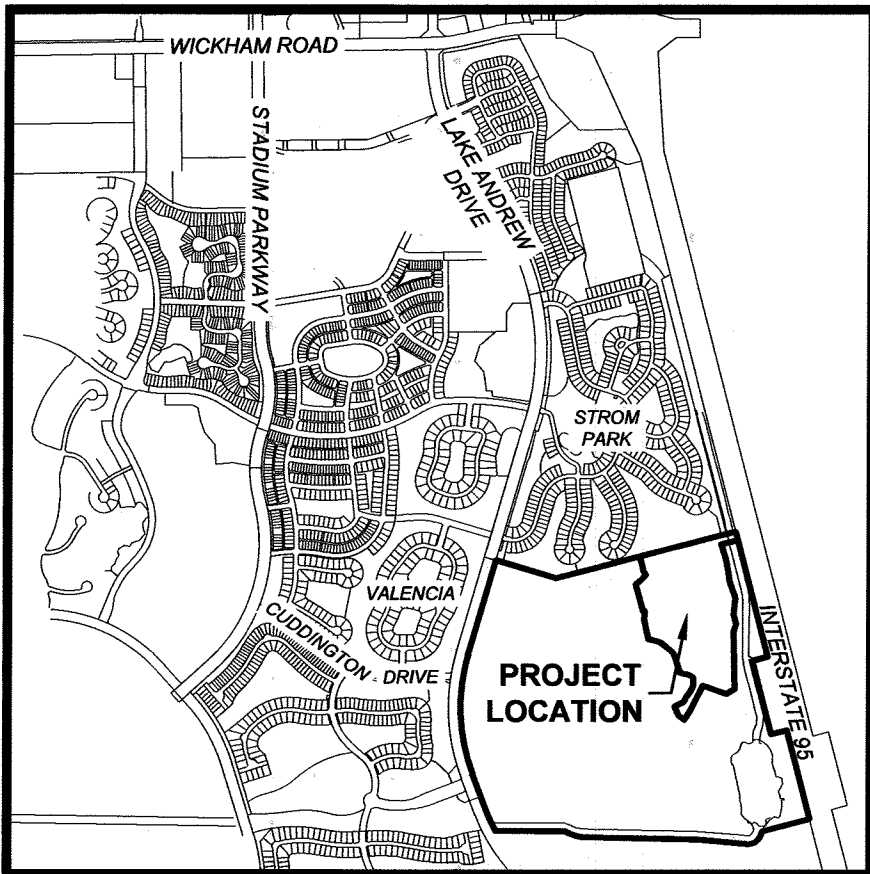 WICKHAM ROAD
STADIUM PARKWAY
LAKE ANDREW
DRIVE
STROM
PARK
VALENCIA
CUDDINGTON DRIVE
PROJECT
LOCATION
INTERSTATE 95